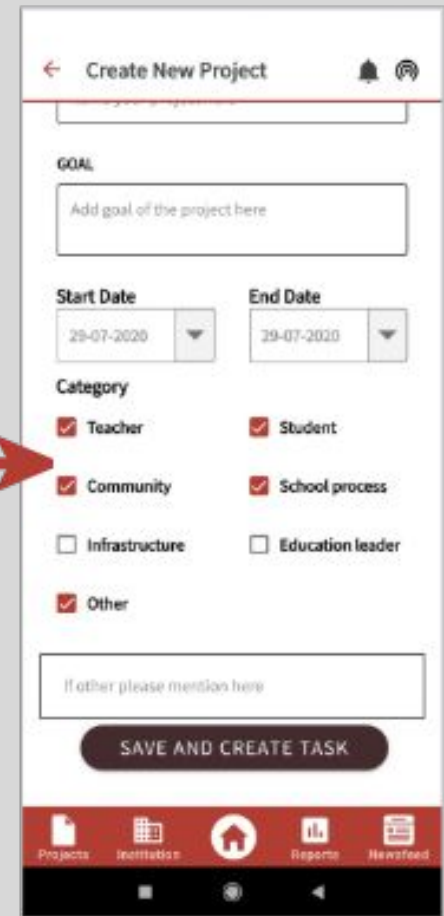 Create New Project
GOAL
Add goal of the project here
Start Date End Date
29-07-2020 29-07-2020
Category
Teacher Student
Community School process
Infrastructure Education leader
Other
If other please mention here
SAVE AND CREATE TASK
Projects Institution Reports Newsfeed